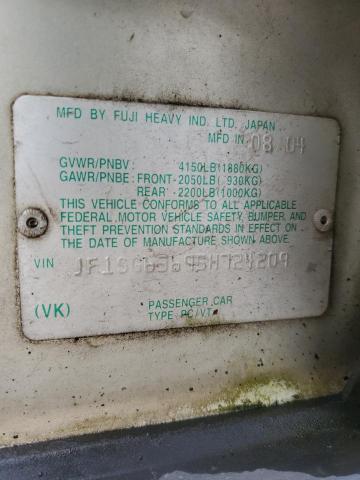 MFD BY FUJI HEAVY IND. LTD. JAPAN
MFD IN 08 04
GVWR/PNBV: 4150LB(1880KG)
GAWR/PNBE: FRONT-2050LB( 930KG)
REAR -2200LB(1000KG)
THIS VEHICLE CONFORMS TO ALL APPLICABLE
FEDERAL MOTOR VEHICLE SAFETY, BUMPER, AND
THEFT PREVENTION STANDARDS IN EFFECT ON
THE DATE OF MANUFACTURE SHOWN ABOVE.
VIN JF1SG63695H724209
PASSENGER CAR
(VK) TYPE PC/VT